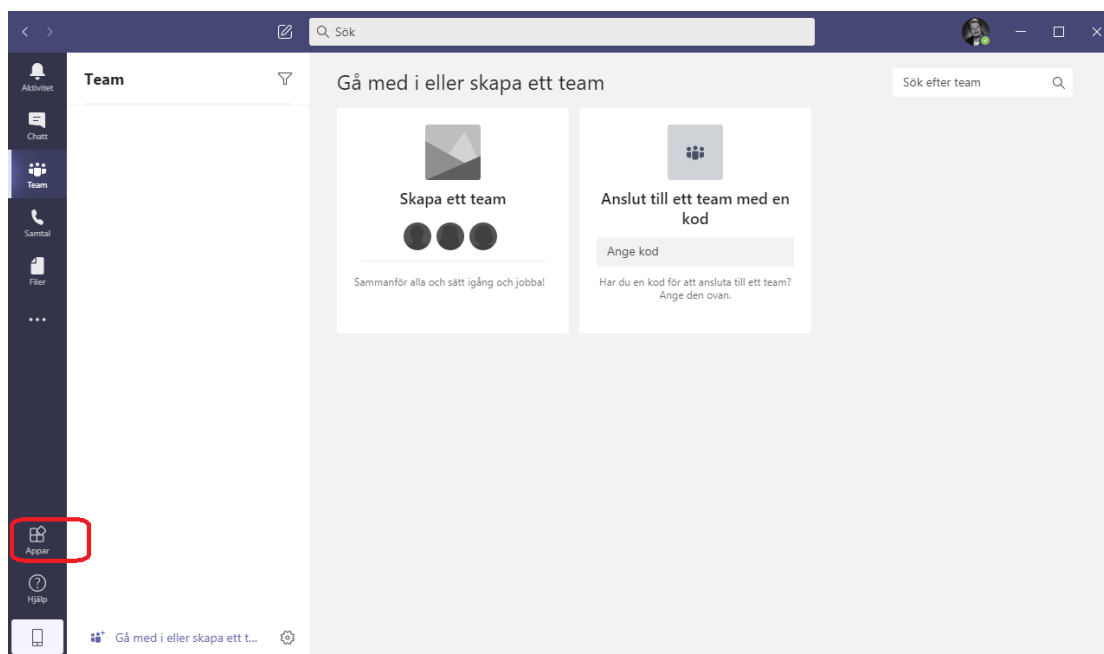 Sök
Aktivitet
Chatt
Team
Samtal
Filer
Appar
Hjälp
Team
Gå med i eller skapa ett t...
Gå med i eller skapa ett team
Sök efter team
Skapa ett team
Sammanför alla och sätt igång och jobba!
Anslut till ett team med en
kod
Ange kod
Har du en kod för att ansluta till ett team?
Ange den ovan.